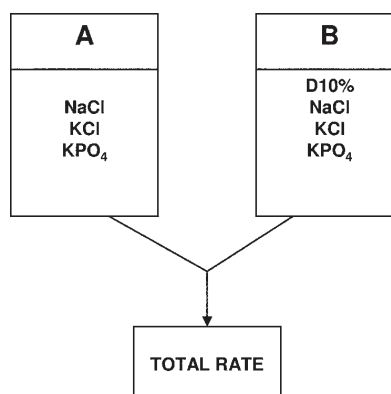 A
NaCl
KCl
KPO₄
B
D10%
NaCl
KCl
KPO₄
TOTAL RATE